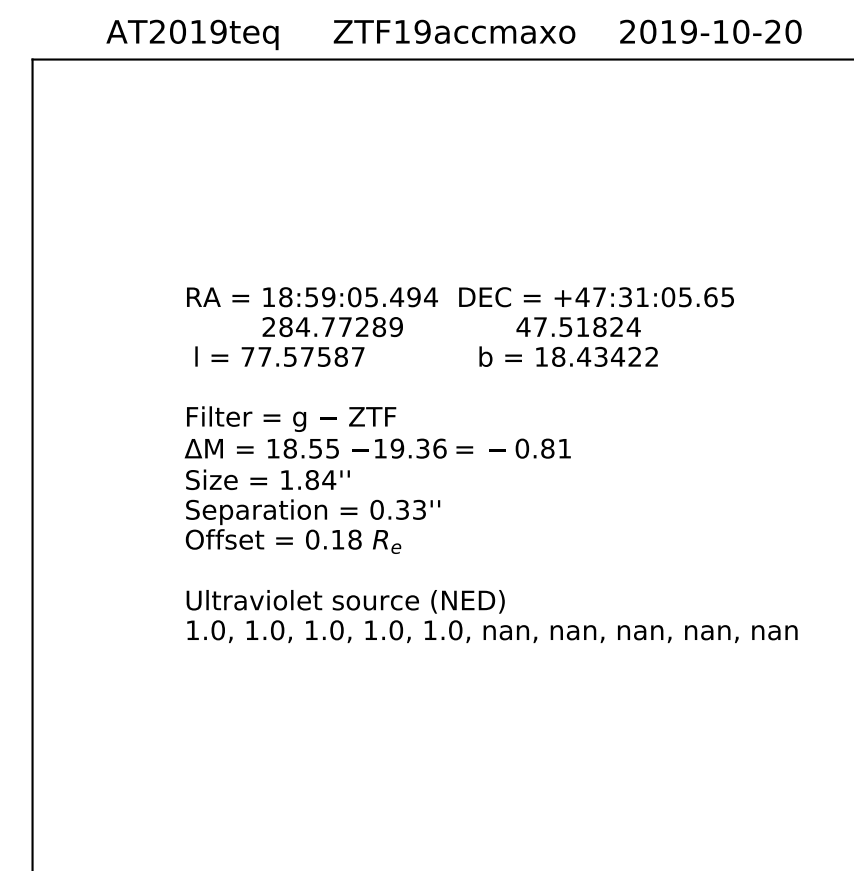 AT2019teq ZTF19accmaxo 2019-10-20
RA = 18:59:05.494 DEC = +47:31:05.65
284.77289 47.51824
l = 77.57587 b = 18.43422
Filter = g − ZTF
ΔM = 18.55 −19.36 = − 0.81
Size = 1.84''
Separation = 0.33''
Offset = 0.18 Re
Ultraviolet source (NED)
1.0, 1.0, 1.0, 1.0, 1.0, nan, nan, nan, nan, nan